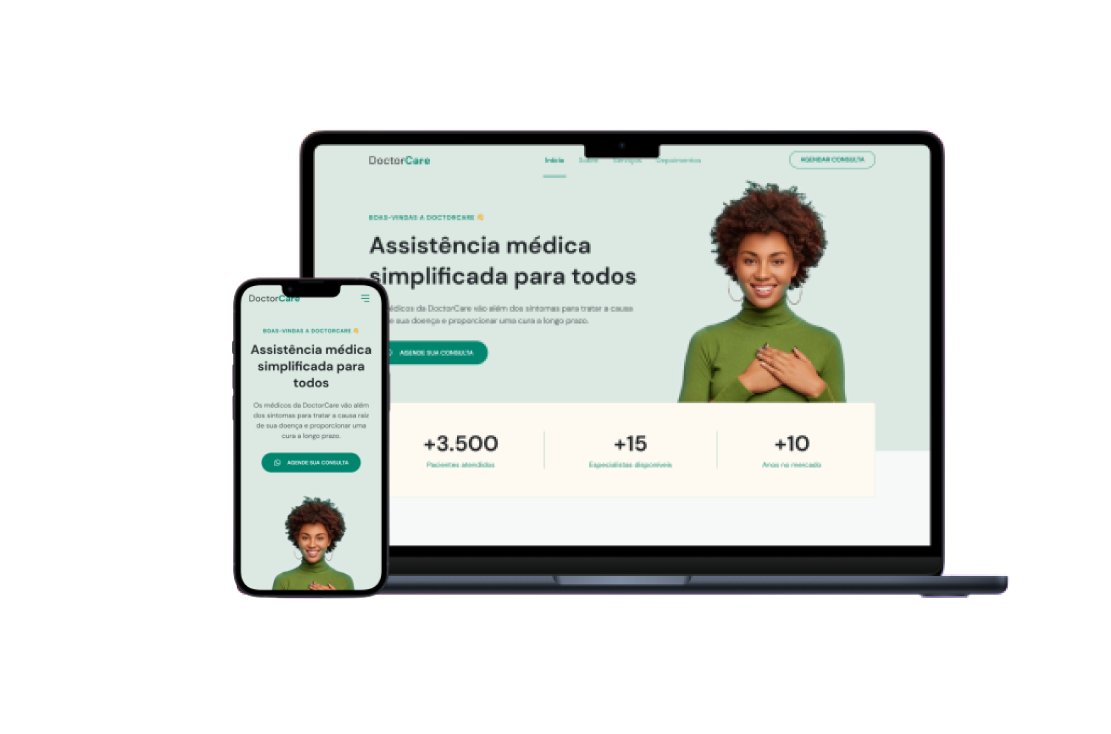 DoctorCare
Início Sobre Serviços Depoimentos
AGENDAR CONSULTA
BOAS-VINDAS A DOCTORCARE 👋
Assistência médica
simplificada para todos
médicos da DoctorCare vão além dos sintomas para tratar a causa
e sua doença e proporcionar uma cura a longo prazo.
AGENDE SUA CONSULTA
+3.500
Pacientes atendidos
+15
Especialistas disponíveis
+10
Anos no mercado
DoctorCare
BOAS-VINDAS A DOCTORCARE 👋
Assistência médica
simplificada para
todos
Os médicos da DoctorCare vão além
dos sintomas para tratar a causa raiz
de sua doença e proporcionar uma
cura a longo prazo.
AGENDE SUA CONSULTA